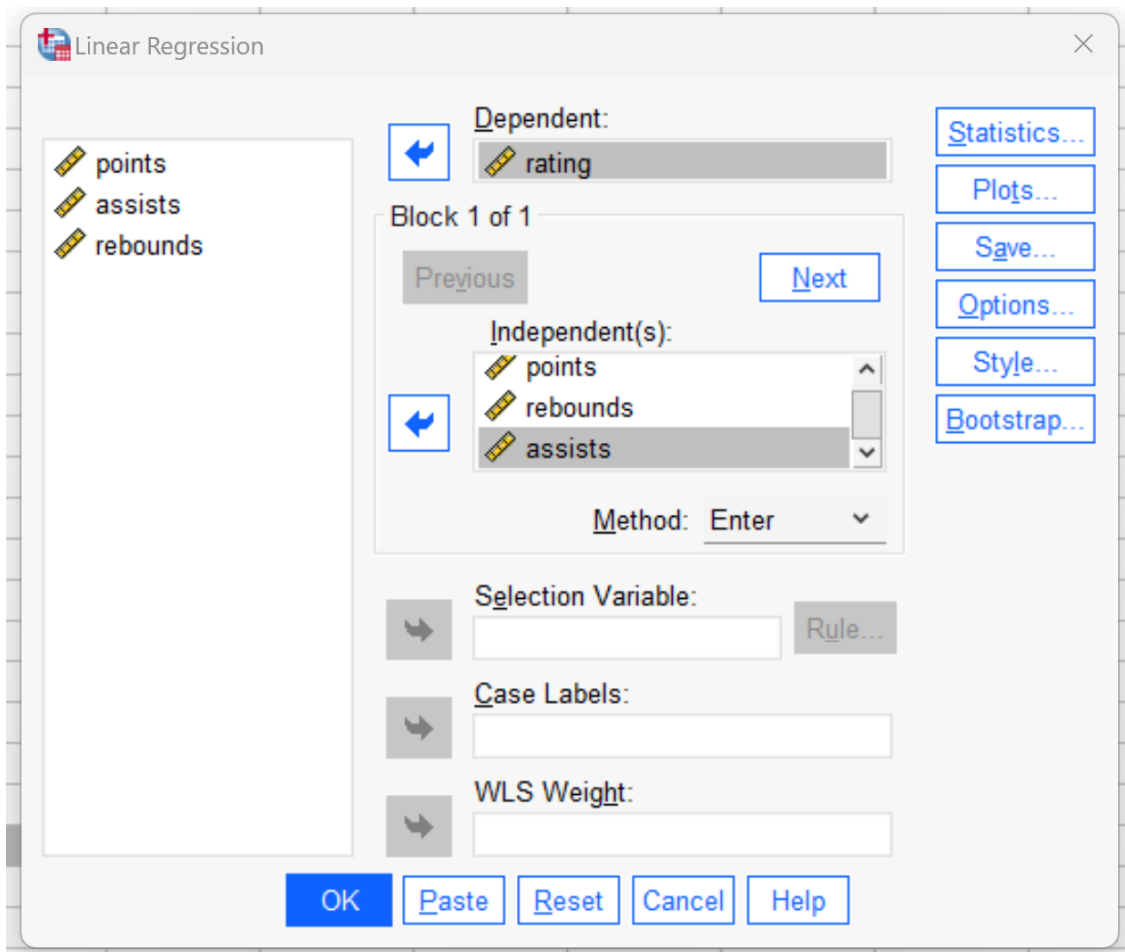 Linear Regression
points
assists
rebounds
Dependent:
rating
Block 1 of 1
Previous
Next
Independent(s):
points
rebounds
assists
Method: Enter
Selection Variable:
Rule...
Case Labels:
WLS Weight:
Statistics...
Plots...
Save...
Options...
Style...
Bootstrap...
OK Paste Reset Cancel Help